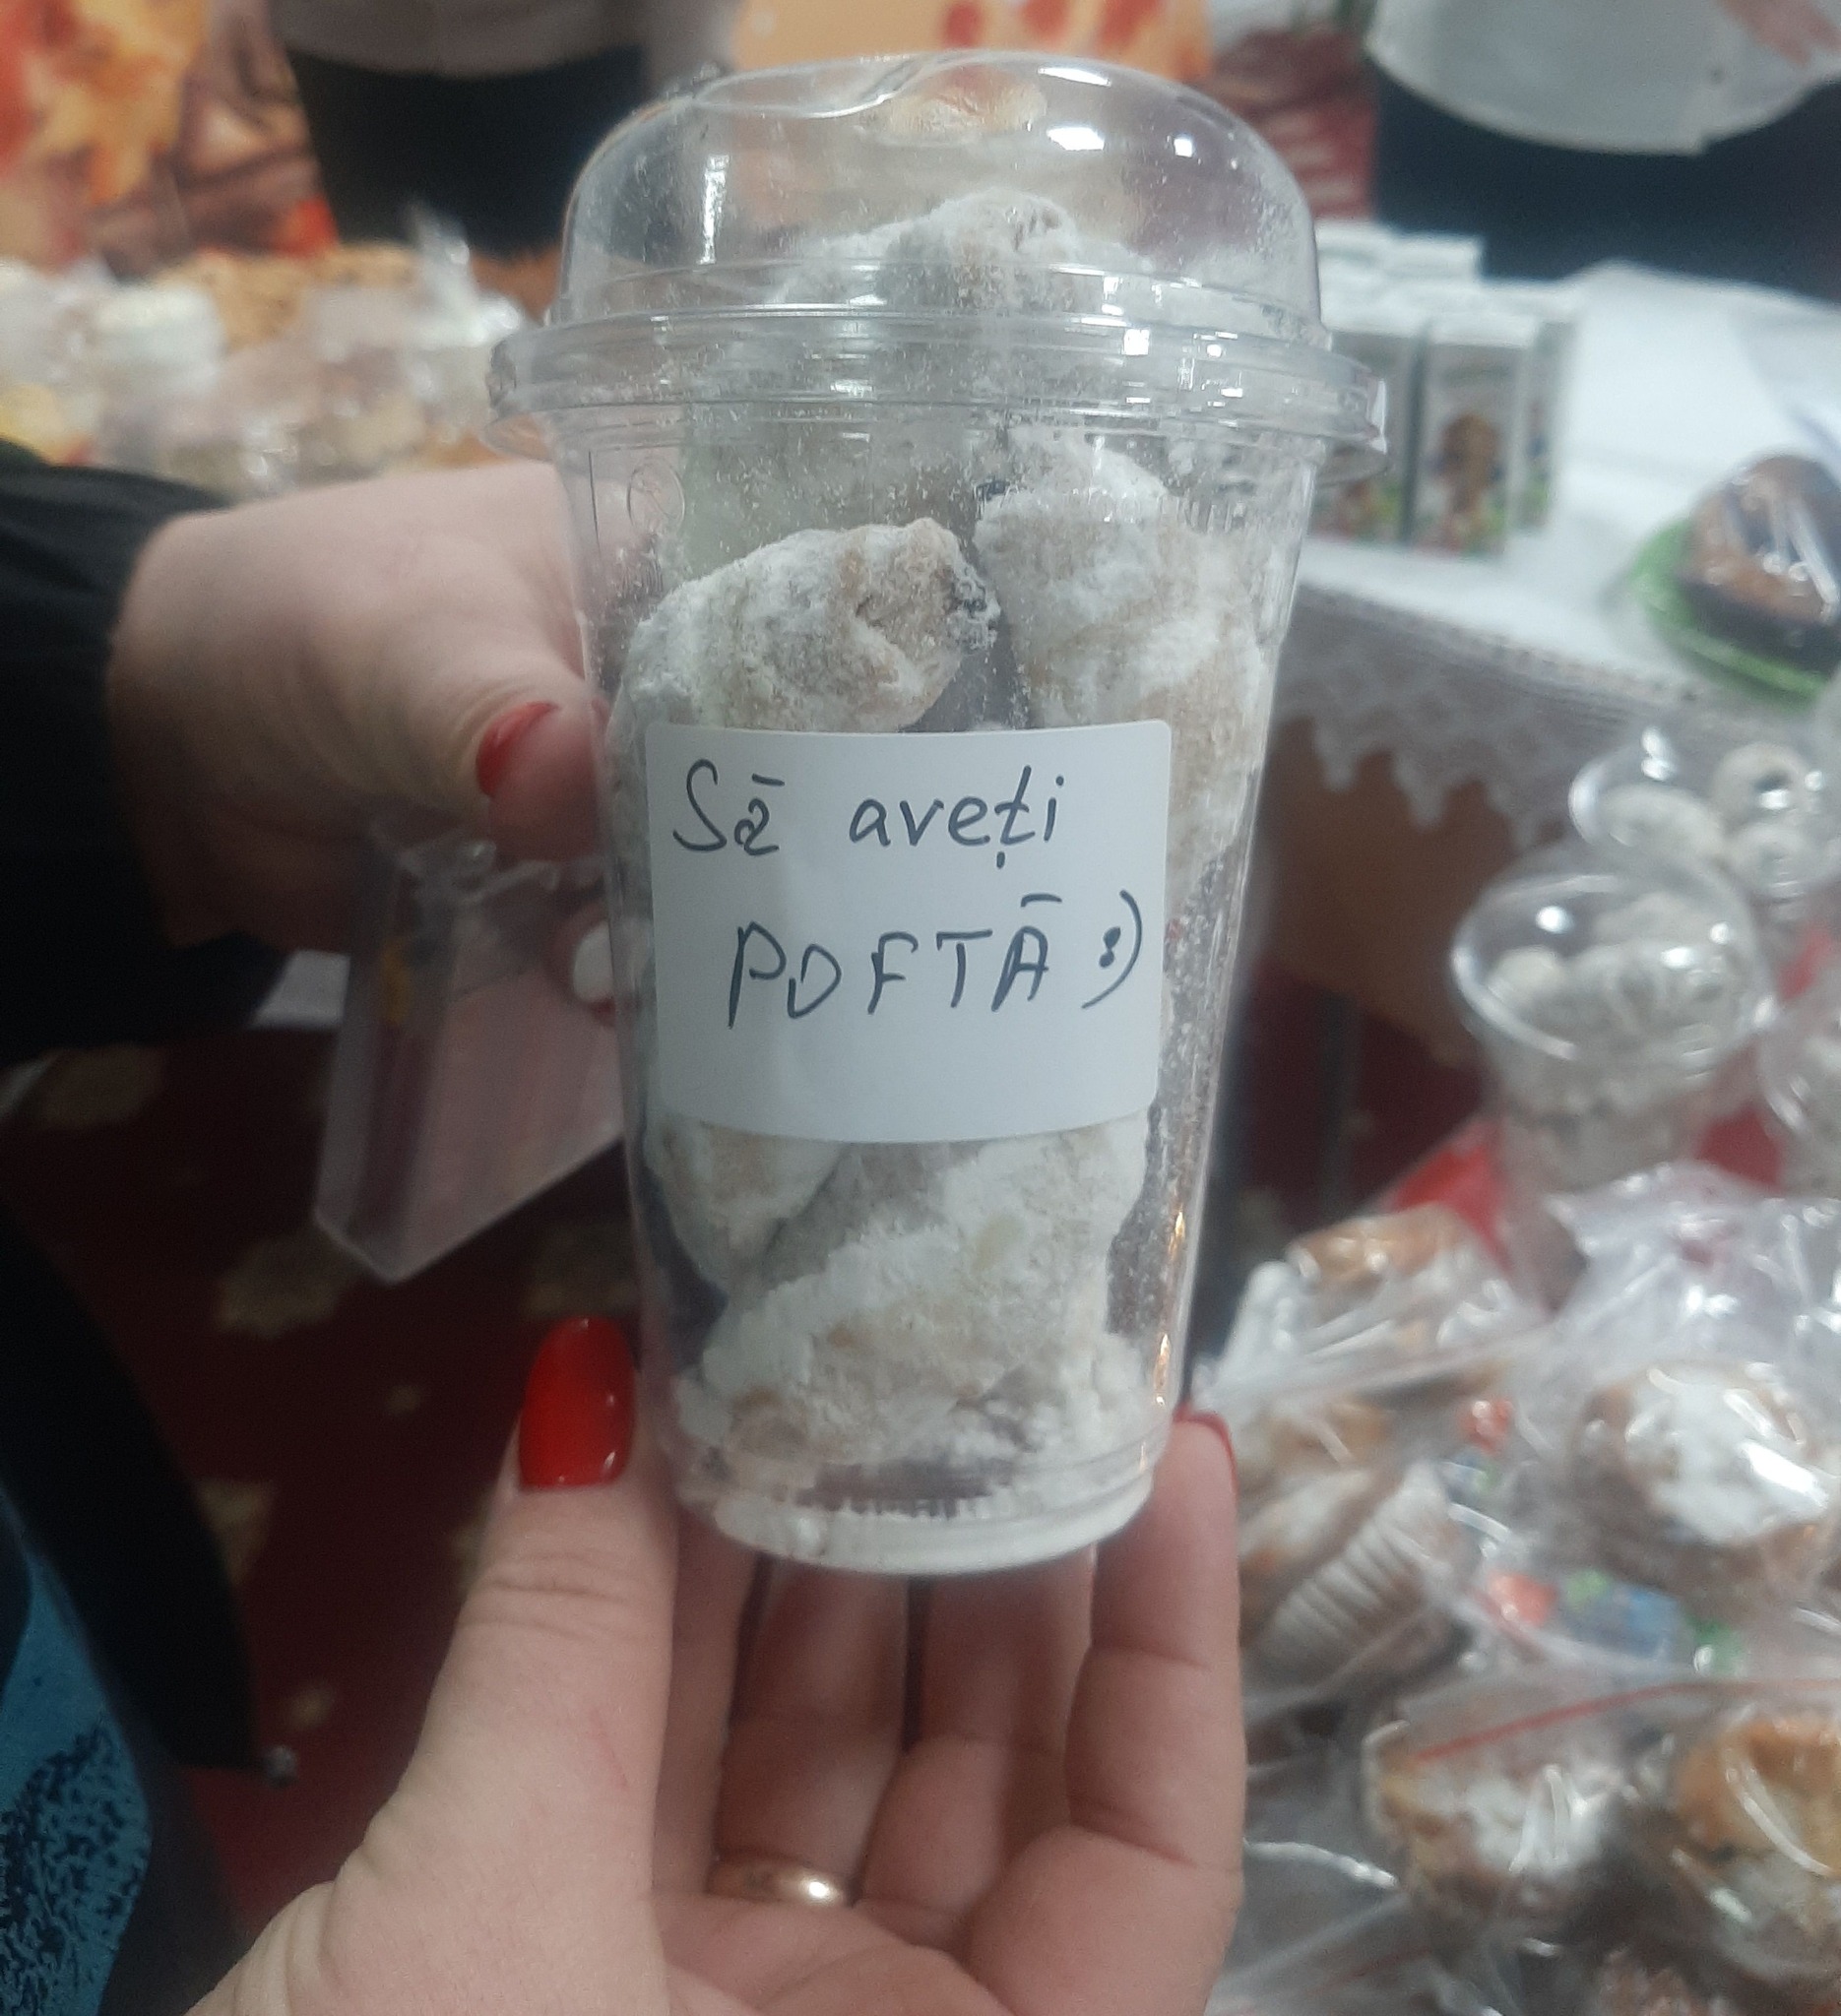 Să aveți
POFTĂ :)